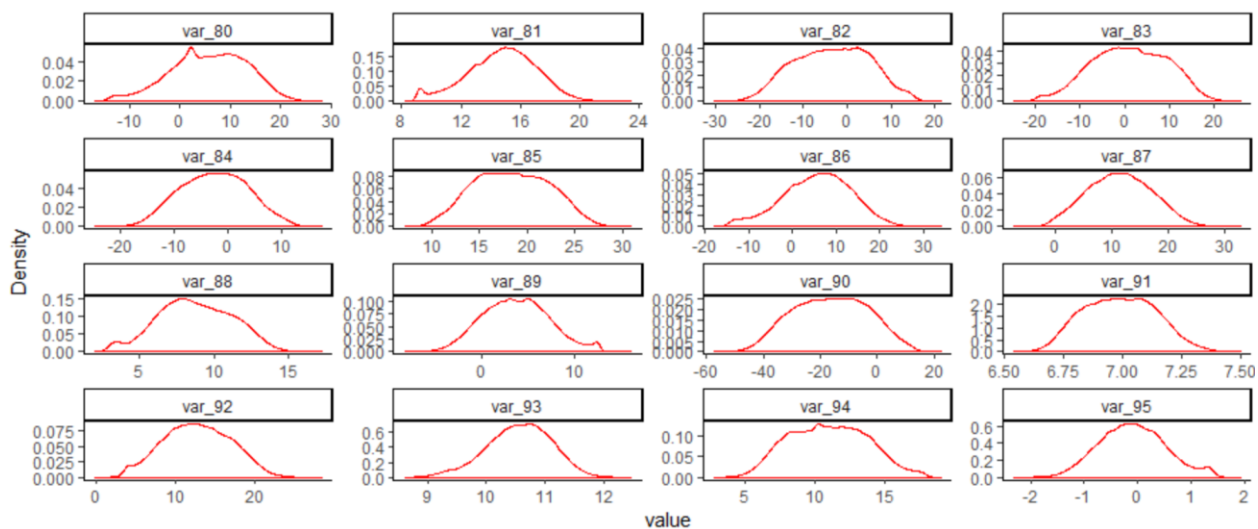 var_80 var_81 var_82 var_83
0.04 0.15 0.04 0.04
0.02 0.10 0.03 0.02
0.00 0.05 0.02 0.00
0.00 0.01
0.00
-10 0 10 20 30 8 12 16 20 24 -30 -20 -10 0 10 20 -20 -10 0 10 20
var_84 var_85 var_86 var_87
0.04 0.08 0.05 0.06
0.02 0.06 0.04 0.04
0.00 0.04 0.03 0.02
0.02 0.02 0.00
0.00 0.01
0.00
-20 -10 0 10 10 15 20 25 30 -20 -10 0 10 20 30 0 10 20 30
Density
var_88 var_89 var_90 var_91
0.15 0.100 0.025 2.0
0.10 0.075 0.020 1.5
0.05 0.050 0.015 1.0
0.00 0.025 0.010 0.5
0.000 0.005 0.0
0.000
5 10 15 0 10 -60 -40 -20 0 20 6.50 6.75 7.00 7.25 7.50
var_92 var_93 var_94 var_95
0.075 0.6 0.10 0.6
0.050 0.4 0.05 0.4
0.025 0.2 0.00 0.2
0.000 0.0 0.0
0 10 20 9 10 11 12 5 10 15 -2 -1 0 1 2
value